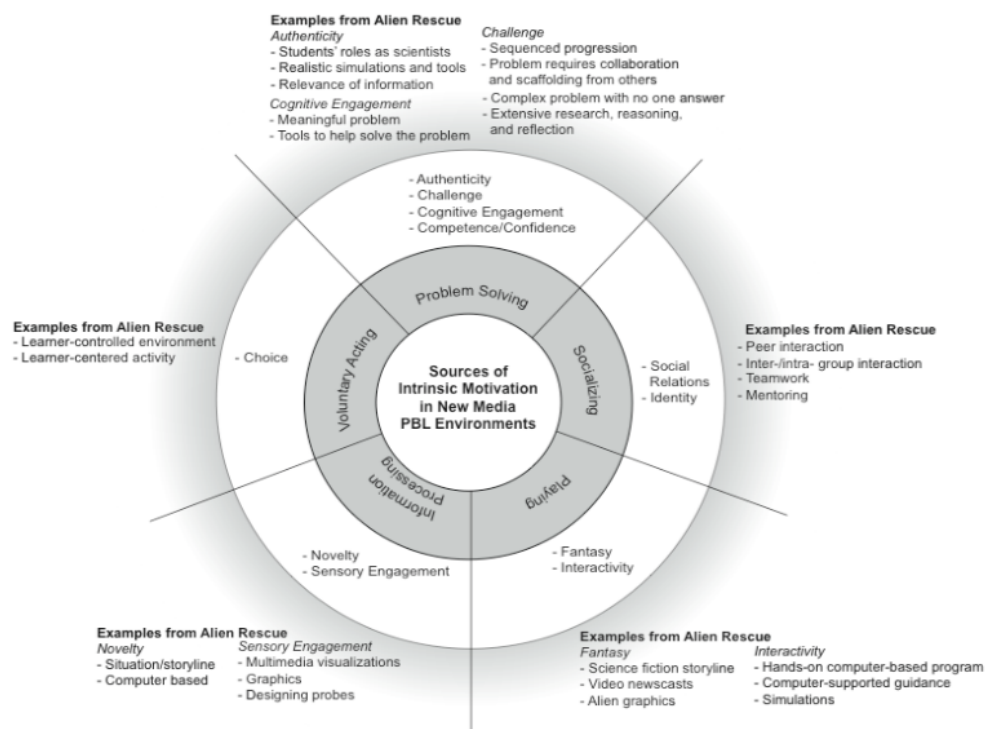 Examples from Alien Rescue
Authenticity
- Students' roles as scientists
- Realistic simulations and tools
- Relevance of information
Cognitive Engagement
- Meaningful problem
- Tools to help solve the problem
Challenge
- Sequenced progression
- Problem requires collaboration
and scaffolding from others
- Complex problem with no one answer
- Extensive research, reasoning,
and reflection
- Authenticity
- Challenge
- Cognitive Engagement
- Competence/Confidence
Problem Solving
Examples from Alien Rescue
- Learner-controlled environment
- Learner-centered activity
- Choice
Voluntary Acting
Sources of
Intrinsic Motivation
in New Media
PBL Environments
Socializing
- Social
Relations
- Identity
Examples from Alien Rescue
- Peer interaction
- Inter-/intra- group interaction
- Teamwork
- Mentoring
Information
Processing
Playing
- Novelty
- Sensory Engagement
- Fantasy
- Interactivity
Examples from Alien Rescue
Novelty
- Situation/storyline
- Computer based
Sensory Engagement
- Multimedia visualizations
- Graphics
- Designing probes
Examples from Alien Rescue
Fantasy
- Science fiction storyline
- Video newscasts
- Alien graphics
Interactivity
- Hands-on computer-based program
- Computer-supported guidance
- Simulations